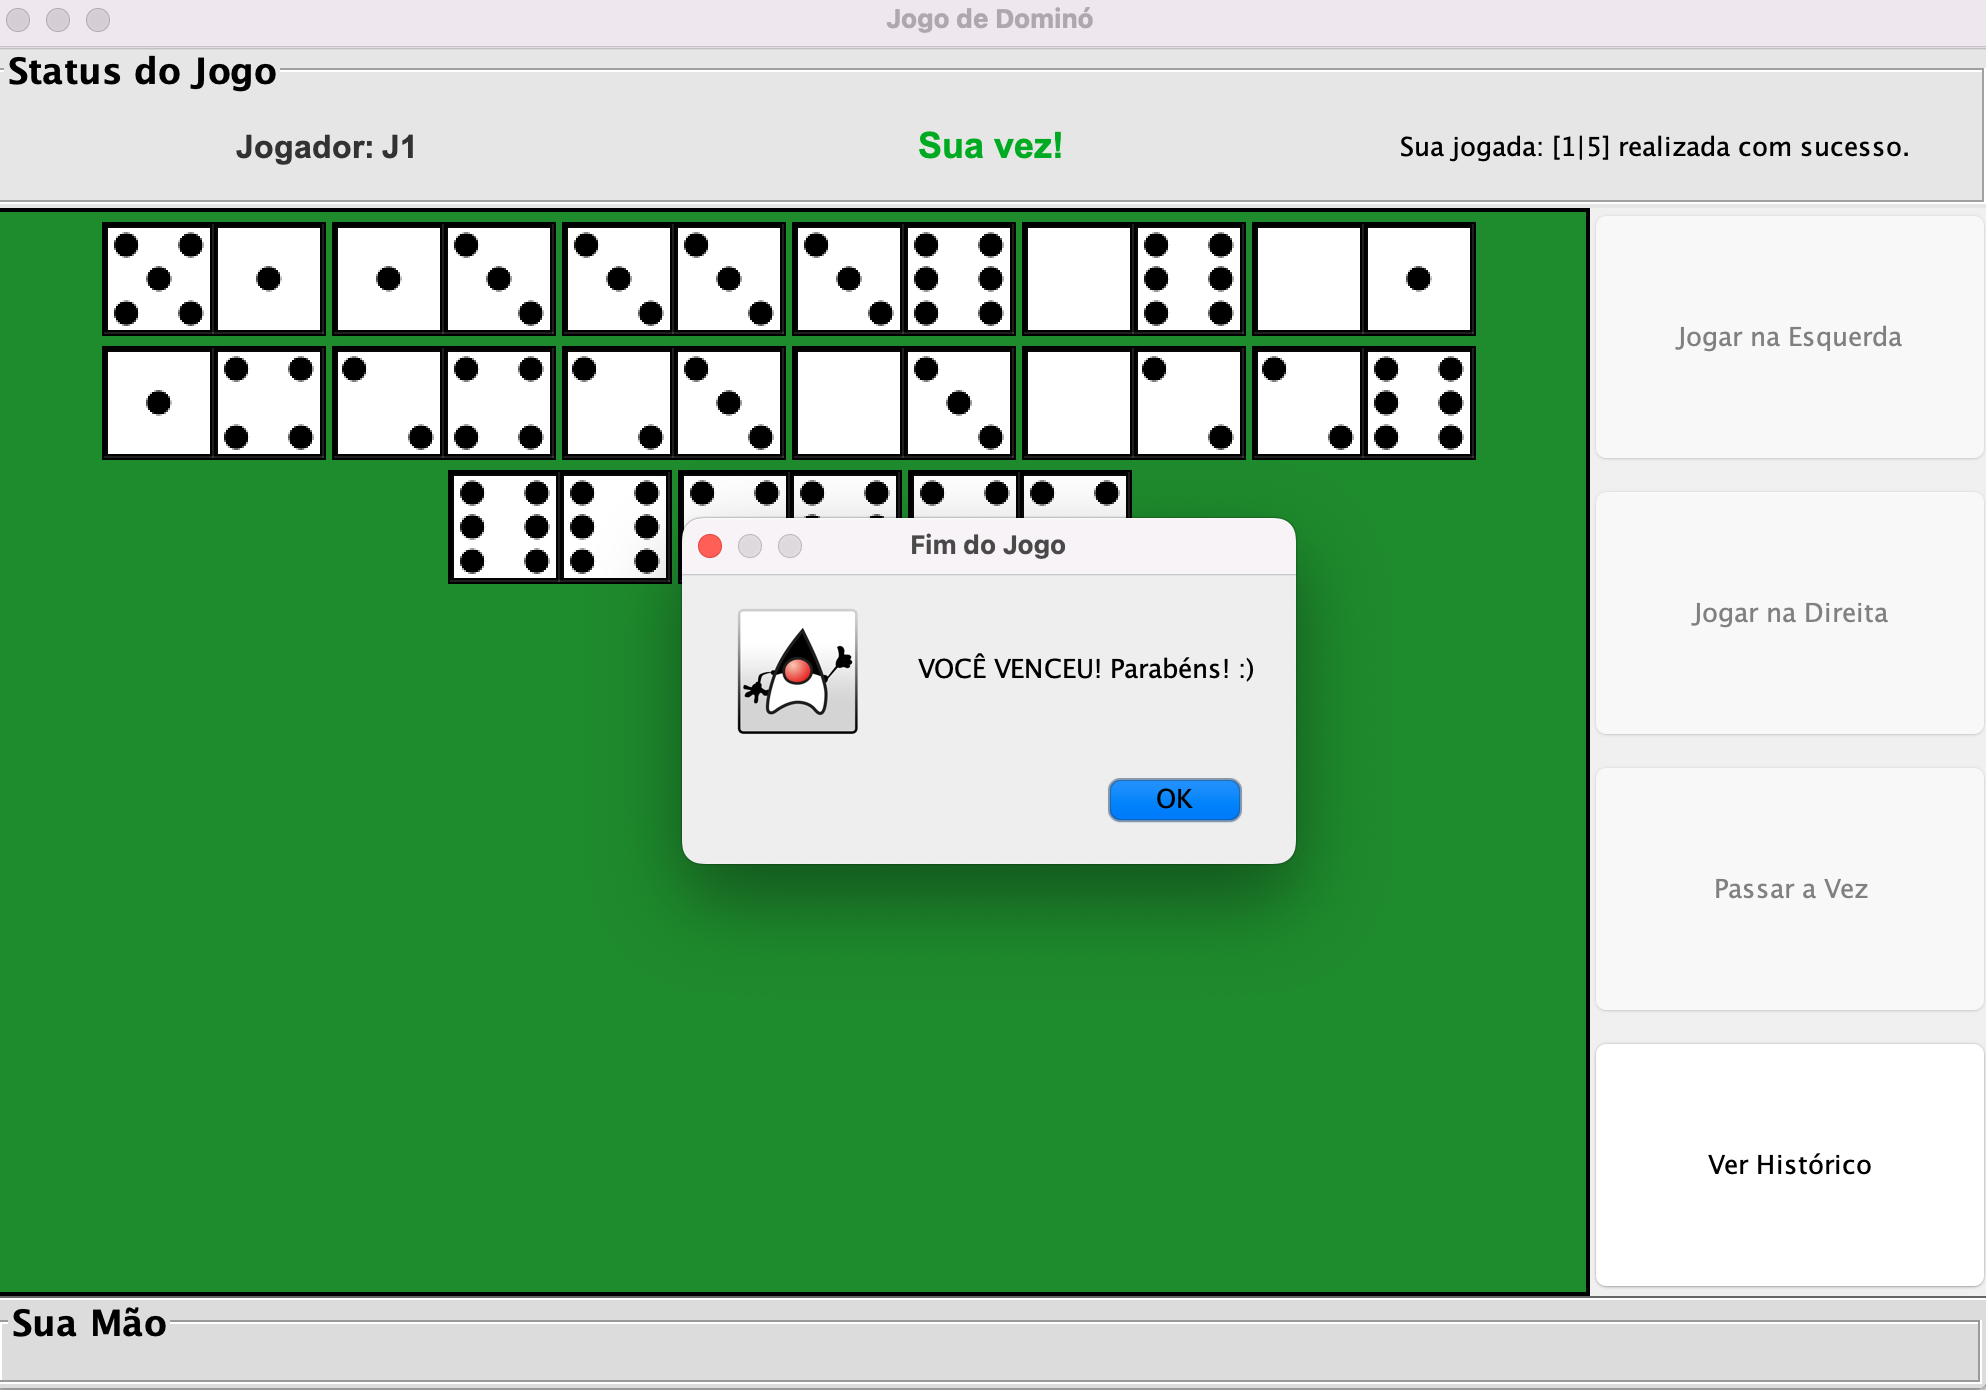 Jogo de Dominó
Status do Jogo
Jogador: J1
Sua vez!
Sua jogada: [1|5] realizada com sucesso.
Jogar na Esquerda
Jogar na Direita
Passar a Vez
Ver Histórico
Fim do Jogo
VOCÊ VENCEU! Parabéns! :)
OK
Sua Mão